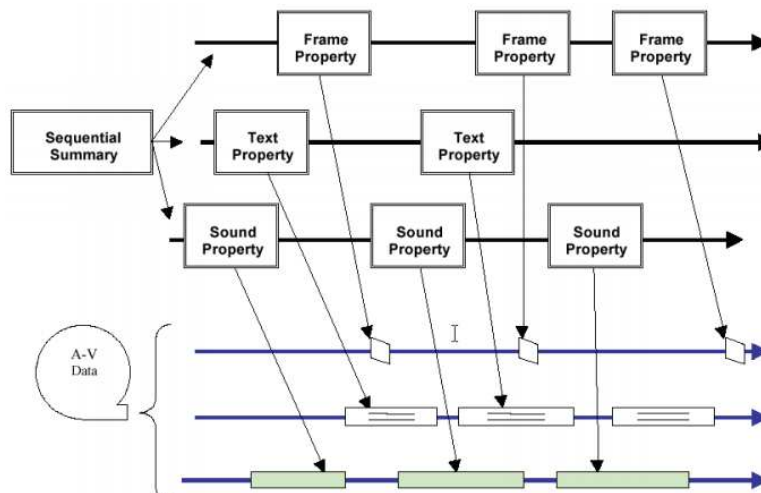 Frame
Property
Frame
Property
Frame
Property
Sequential
Summary
Text
Property
Text
Property
Sound
Property
Sound
Property
Sound
Property
A-V
Data